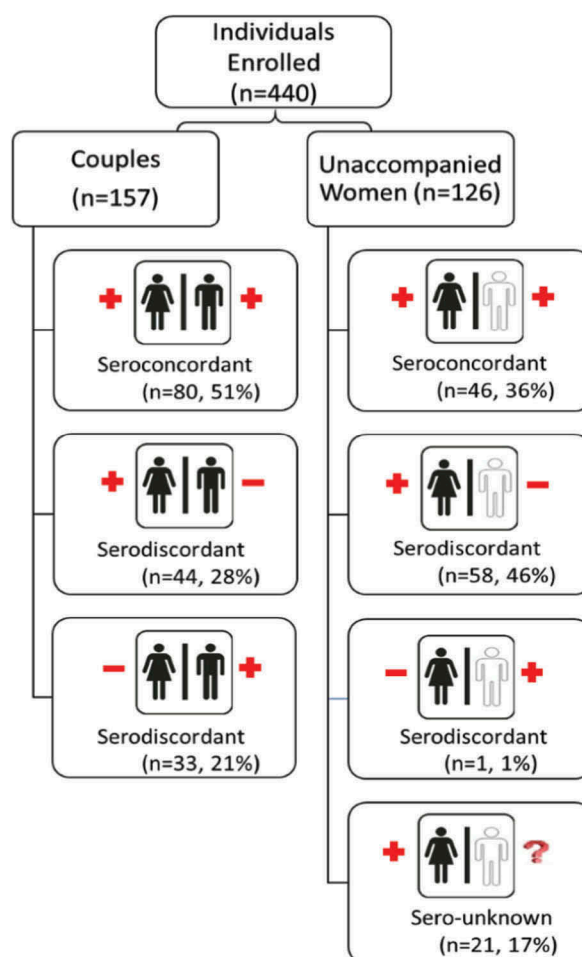 Individuals
Enrolled
(n=440)
Couples
(n=157)
Unaccompanied
Women (n=126)
+ +
Seroconcordant
(n=80, 51%)
+ +
Seroconcordant
(n=46, 36%)
+ −
Serodiscordant
(n=44, 28%)
+ −
Serodiscordant
(n=58, 46%)
− +
Serodiscordant
(n=33, 21%)
− +
Serodiscordant
(n=1, 1%)
+ ?
Sero-unknown
(n=21, 17%)